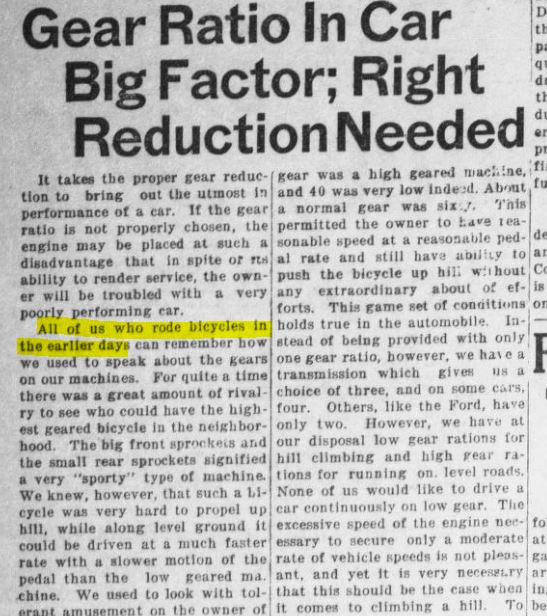 Gear Ratio In Car
Big Factor; Right
Reduction Needed
It takes the proper gear reduc-
tion to bring out the utmost in
performance of a car. If the gear
ratio is not properly chosen, the
engine may be placed at such a
disadvantage that in spite of its
ability to render service, the own-
er will be troubled with a very
poorly performing car.
All of us who rode bicycles in
the earlier days can remember how
we used to speak about the gears
on our machines. For quite a time
there was a great amount of rival-
ry to see who could have the high-
est geared bicycle in the neighbor-
hood. The big front sprockets and
the small rear sprockets signified
a very "sporty" type of machine.
We knew, however, that such a bi-
cycle was very hard to propel up
hill, while along level ground it
could be driven at a much faster
rate with a slower motion of the
pedal than the low geared ma.
chine. We used to look with tol-
erant amusement on the owner of
gear was a high geared machine,
and 40 was very low indeed. About
a normal gear was sixty. This
permitted the owner to have rea-
sonable speed at a reasonable ped-
al rate and still have ability to
push the bicycle up hill without
any extraordinary about of ef-
forts. This game set of conditions
holds true in the automobile. In-
stead of being provided with only
one gear ratio, however, we have a
transmission which gives us a
choice of three, and on some cars,
four. Others, like the Ford, have
only two. However, we have at
our disposal low gear rations for
hill climbing and high gear ra-
tions for running on. level roads.
None of us would like to drive a
car continuously on low gear. The
excessive speed of the engine nec-
essary to secure only a moderate
rate of vehicle speeds is not pleas-
ant, and yet it is very necessary
that this should be the case when
it comes to climbing a hill. To